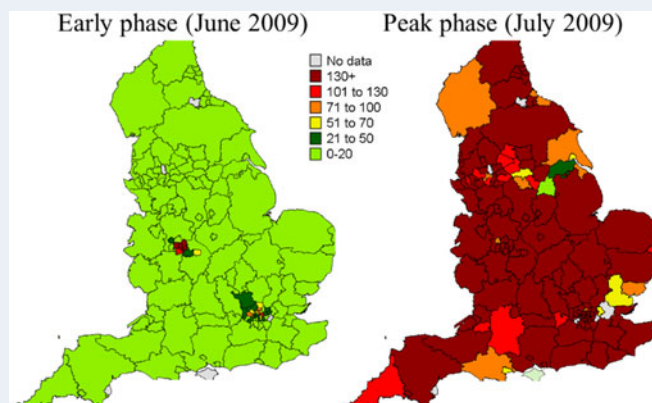 Early phase (June 2009)
Peak phase (July 2009)
No data
130+
101 to 130
71 to 100
51 to 70
21 to 50
0-20